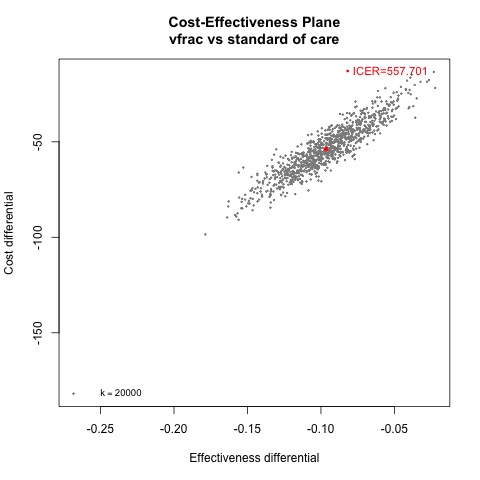 Cost-Effectiveness Plane
vfrac vs standard of care
ICER=557.701
Cost differential
-50
-100
-150
k = 20000
-0.25 -0.20 -0.15 -0.10 -0.05
Effectiveness differential